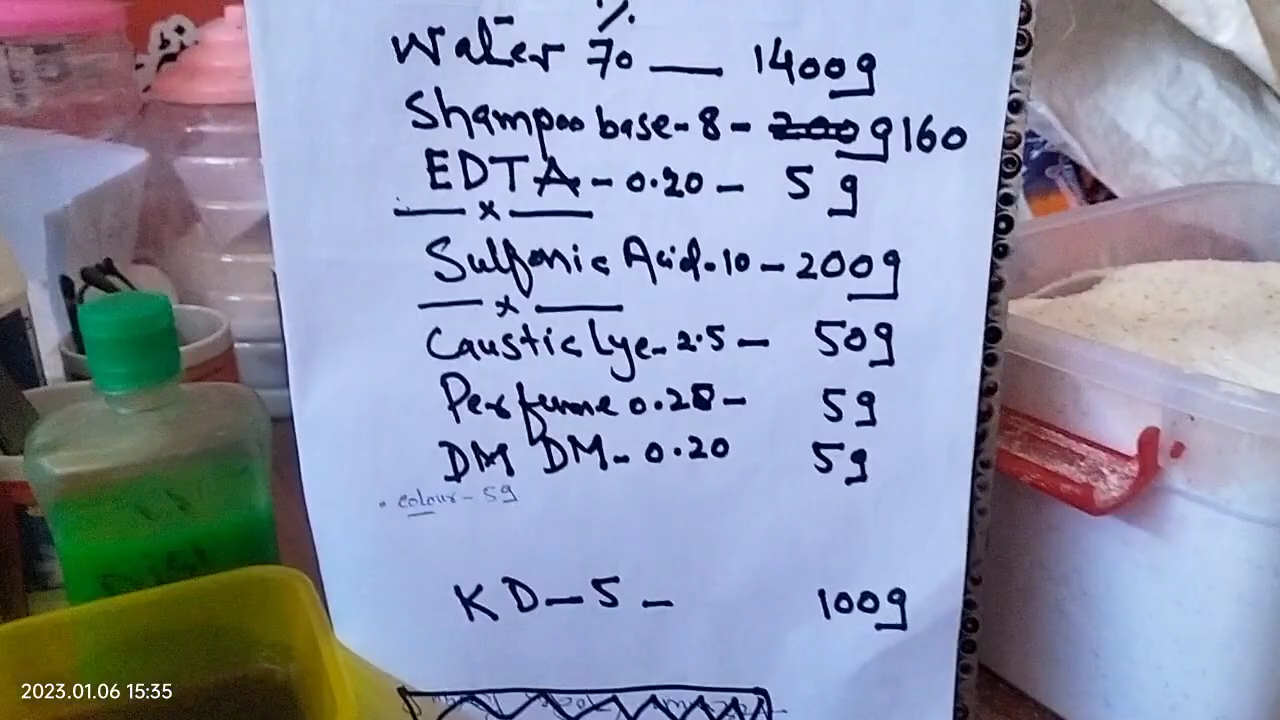 %
Water 70 — 1400g
Shampoo base - 8 - 200 g 160
EDTA - 0.20 - 5g
— x —
Sulfonic Acid. 10 - 200g
— x —
Caustic lye - 2.5 - 50g
Perfume 0.20 - 5g
DM DM - 0.20 5g
. colour - 5g
KD - 5 - 100g
2023.01.06 15:35